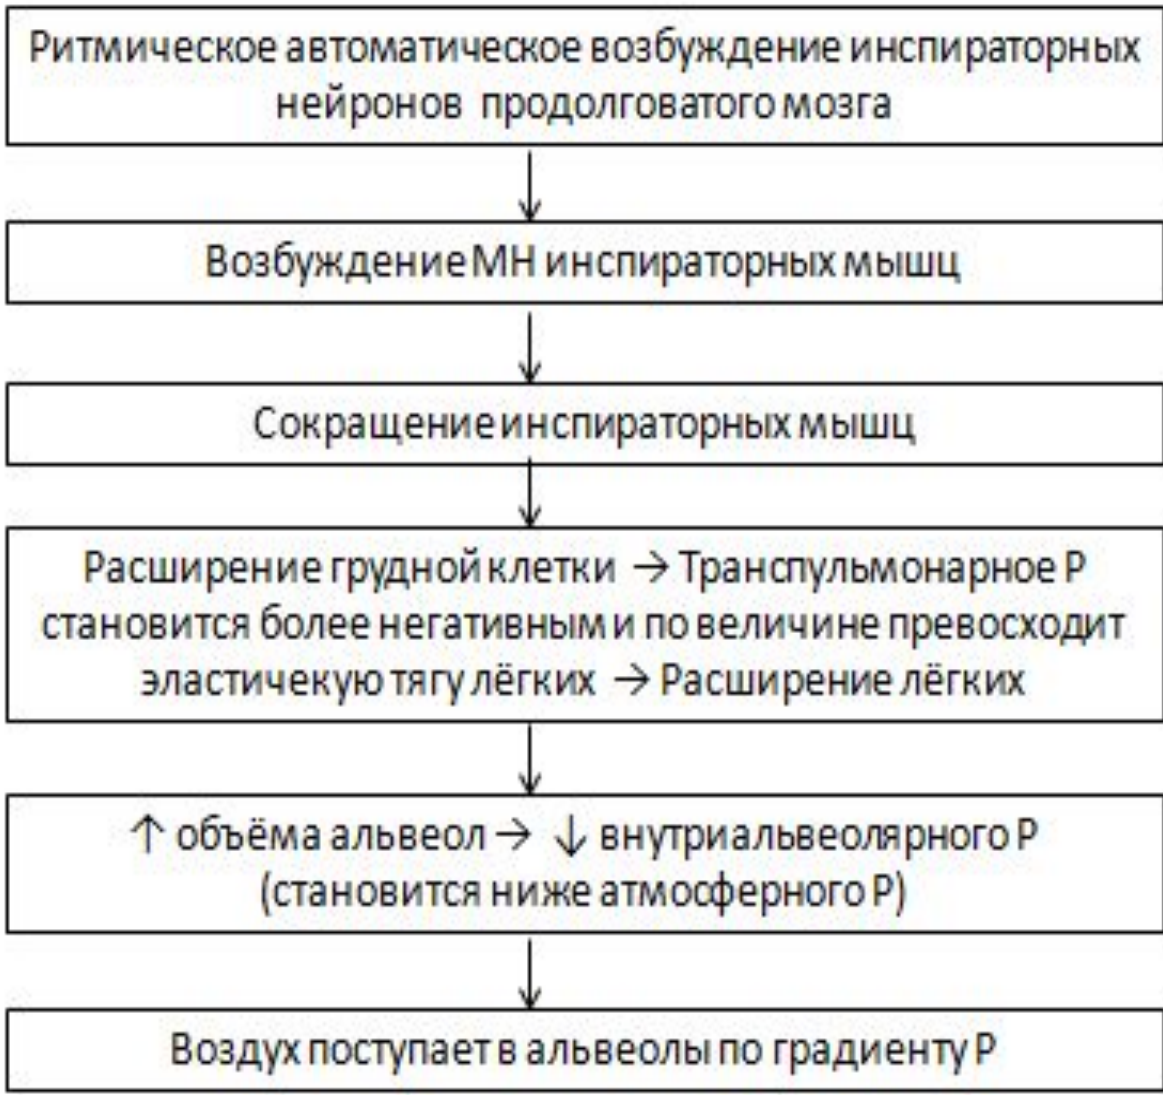 Ритмическое автоматическое возбуждение инспираторных
нейронов продолговатого мозга
Возбуждение МН инспираторных мышц
Сокращение инспираторных мышц
Расширение грудной клетки → Транспульмонарное Р
становится более негативным и по величине превосходит
эластичекую тягу лёгких → Расширение лёгких
↑ объёма альвеол → ↓ внутриальвеолярного Р
(становится ниже атмосферного Р)
Воздух поступает в альвеолы по градиенту Р